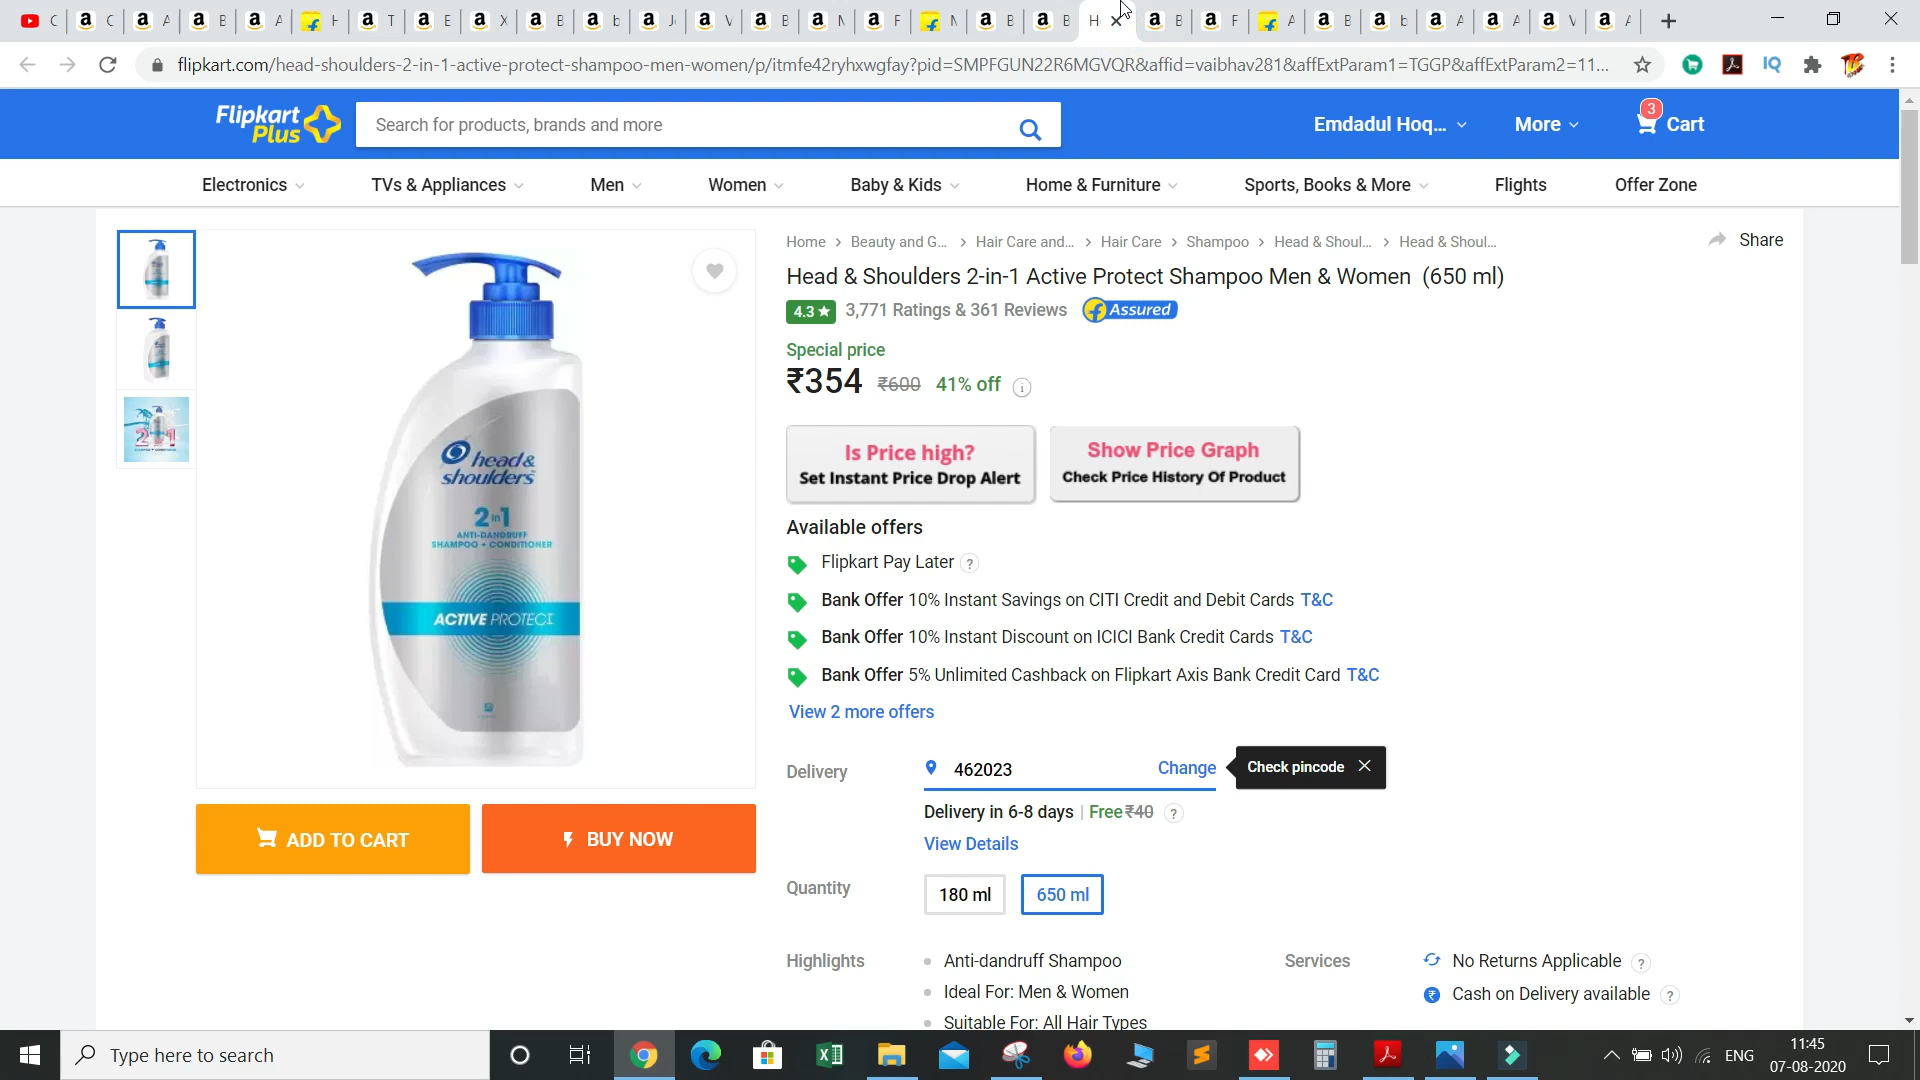 flipkart.com/head-shoulders-2-in-1-active-protect-shampoo-men-women/p/itmfe42ryhxwgfay?pid=SMPFGUN22R6MGVQR&affid=vaibhav281&affExtParam1=TGGP&affExtParam2=11...
Flipkart
Plus
Search for products, brands and more
Emdadul Hoq...
More
3
Cart
Electronics
TVs & Appliances
Men
Women
Baby & Kids
Home & Furniture
Sports, Books & More
Flights
Offer Zone
Home > Beauty and G... > Hair Care and... > Hair Care > Shampoo > Head & Shoul... > Head & Shoul...
Share
Head & Shoulders 2-in-1 Active Protect Shampoo Men & Women (650 ml)
4.3★ 3,771 Ratings & 361 Reviews Assured
Special price
₹354 ₹600 41% off
Is Price high?
Set Instant Price Drop Alert
Show Price Graph
Check Price History Of Product
head&
shoulders
2in1
ANTI-DANDRUFF
SHAMPOO + CONDITIONER
ACTIVE PROTECT
Available offers
Flipkart Pay Later ?
Bank Offer 10% Instant Savings on CITI Credit and Debit Cards T&C
Bank Offer 10% Instant Discount on ICICI Bank Credit Cards T&C
Bank Offer 5% Unlimited Cashback on Flipkart Axis Bank Credit Card T&C
View 2 more offers
Delivery
462023
Change
Check pincode
Delivery in 6-8 days | Free ₹40 ?
View Details
ADD TO CART
BUY NOW
Quantity
180 ml
650 ml
Highlights
Anti-dandruff Shampoo
Ideal For: Men & Women
Suitable For: All Hair Types
Services
No Returns Applicable ?
Cash on Delivery available ?
Type here to search
ENG
11:45
07-08-2020